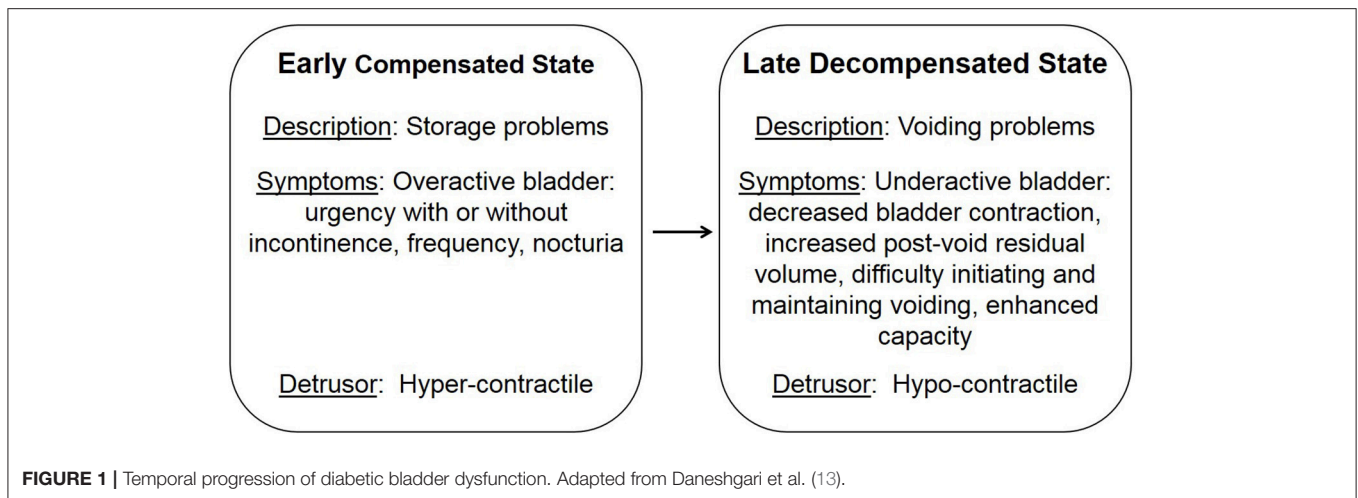 Early Compensated State
Description: Storage problems
Symptoms: Overactive bladder:
urgency with or without
incontinence, frequency, nocturia
Detrusor:  Hyper-contractile
Late Decompensated State
Description: Voiding problems
Symptoms: Underactive bladder:
decreased bladder contraction,
increased post-void residual
volume, difficulty initiating and
maintaining voiding, enhanced
capacity
Detrusor:  Hypo-contractile
FIGURE 1 | Temporal progression of diabetic bladder dysfunction. Adapted from Daneshgari et al. (13).